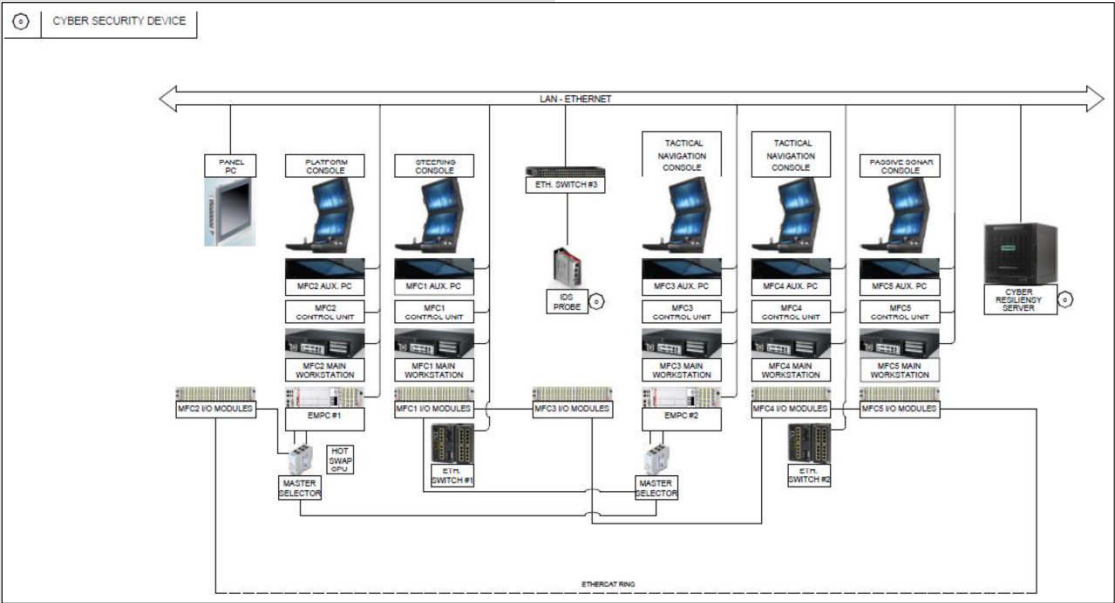 CYBER SECURITY DEVICE
LAN - ETHERNET
PANEL
PC
PLATFORM
CONSOLE
STEERING
CONSOLE
ETH. SWITCH #3
TACTICAL
NAVIGATION
CONSOLE
TACTICAL
NAVIGATION
CONSOLE
PASSIVE SONAR
CONSOLE
MFC2 AUX. PC
MFC1 AUX. PC
IDS
PROBE
MFC3 AUX. PC
MFC4 AUX. PC
MFC5 AUX. PC
CYBER
RESILIENSY
SERVER
MFC2
CONTROL UNIT
MFC1
CONTROL UNIT
MFC3
CONTROL UNIT
MFC4
CONTROL UNIT
MFC5
CONTROL UNIT
MFC2 MAIN
WORKSTATION
MFC1 MAIN
WORKSTATION
MFC3 MAIN
WORKSTATION
MFC4 MAIN
WORKSTATION
MFC5 MAIN
WORKSTATION
MFC2 I/O MODULES
EMPC #1
MFC1 I/O MODULES
MFC3 I/O MODULES
EMPC #2
MFC4 I/O MODULES
MFC5 I/O MODULES
HOT
SWAP
CPU
MASTER
SELECTOR
ETH.
SWITCH #1
MASTER
SELECTOR
ETH.
SWITCH #2
ETHERCAT RING